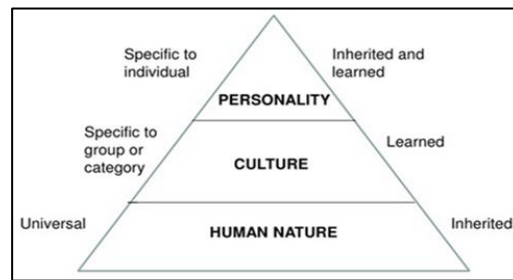 Specific to
individual
Inherited and
learned
PERSONALITY
Specific to
group or
category
Learned
CULTURE
Universal
HUMAN NATURE
Inherited